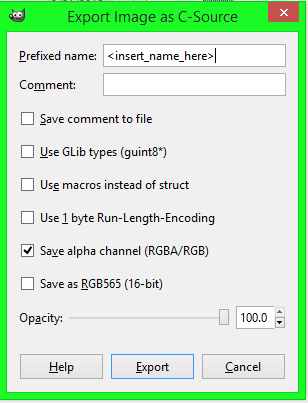 Export Image as C-Source
Prefixed name: <insert_name_here>
Comment:
Save comment to file
Use GLib types (guint8*)
Use macros instead of struct
Use 1 byte Run-Length-Encoding
Save alpha channel (RGBA/RGB)
Save as RGB565 (16-bit)
Opacity: 100.0
Help Export Cancel